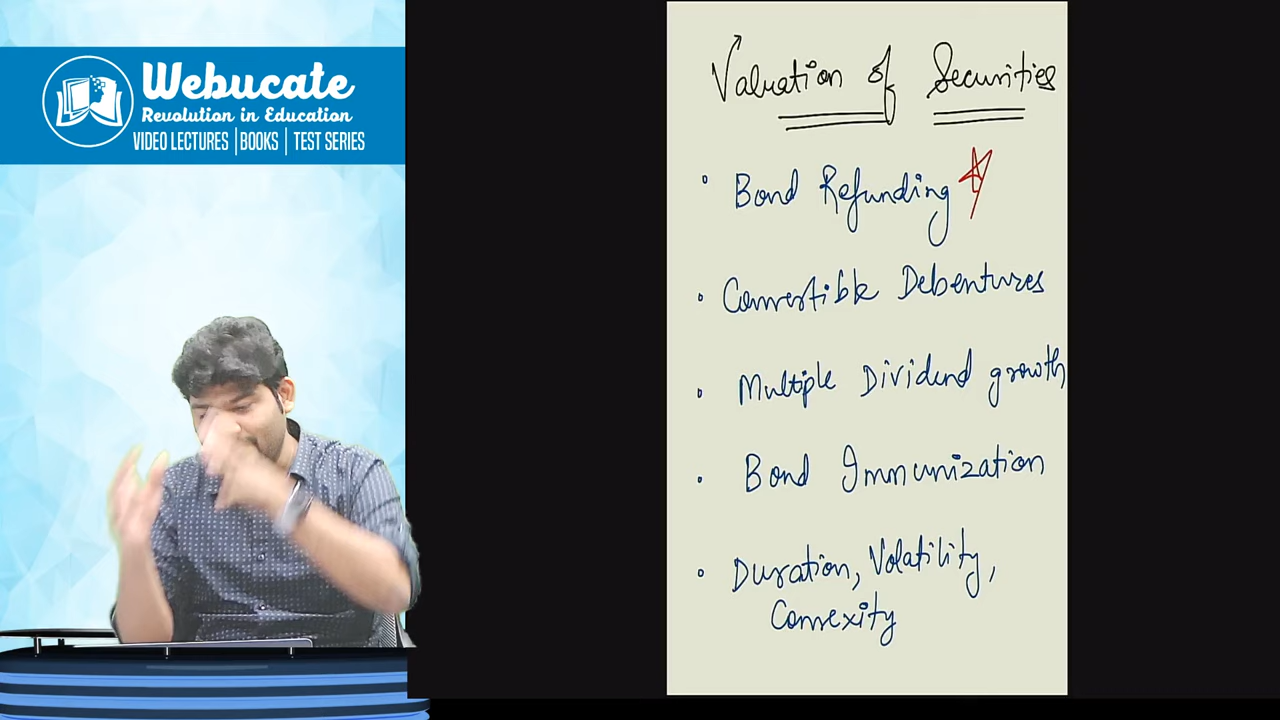 Webucate
Revolution in Education
VIDEO LECTURES | BOOKS | TEST SERIES
Valuation of Securities
• Bond Refunding
• Convertible Debentures
• Multiple Dividend growth
• Bond Immunization
• Duration, Volatility,
Convexity